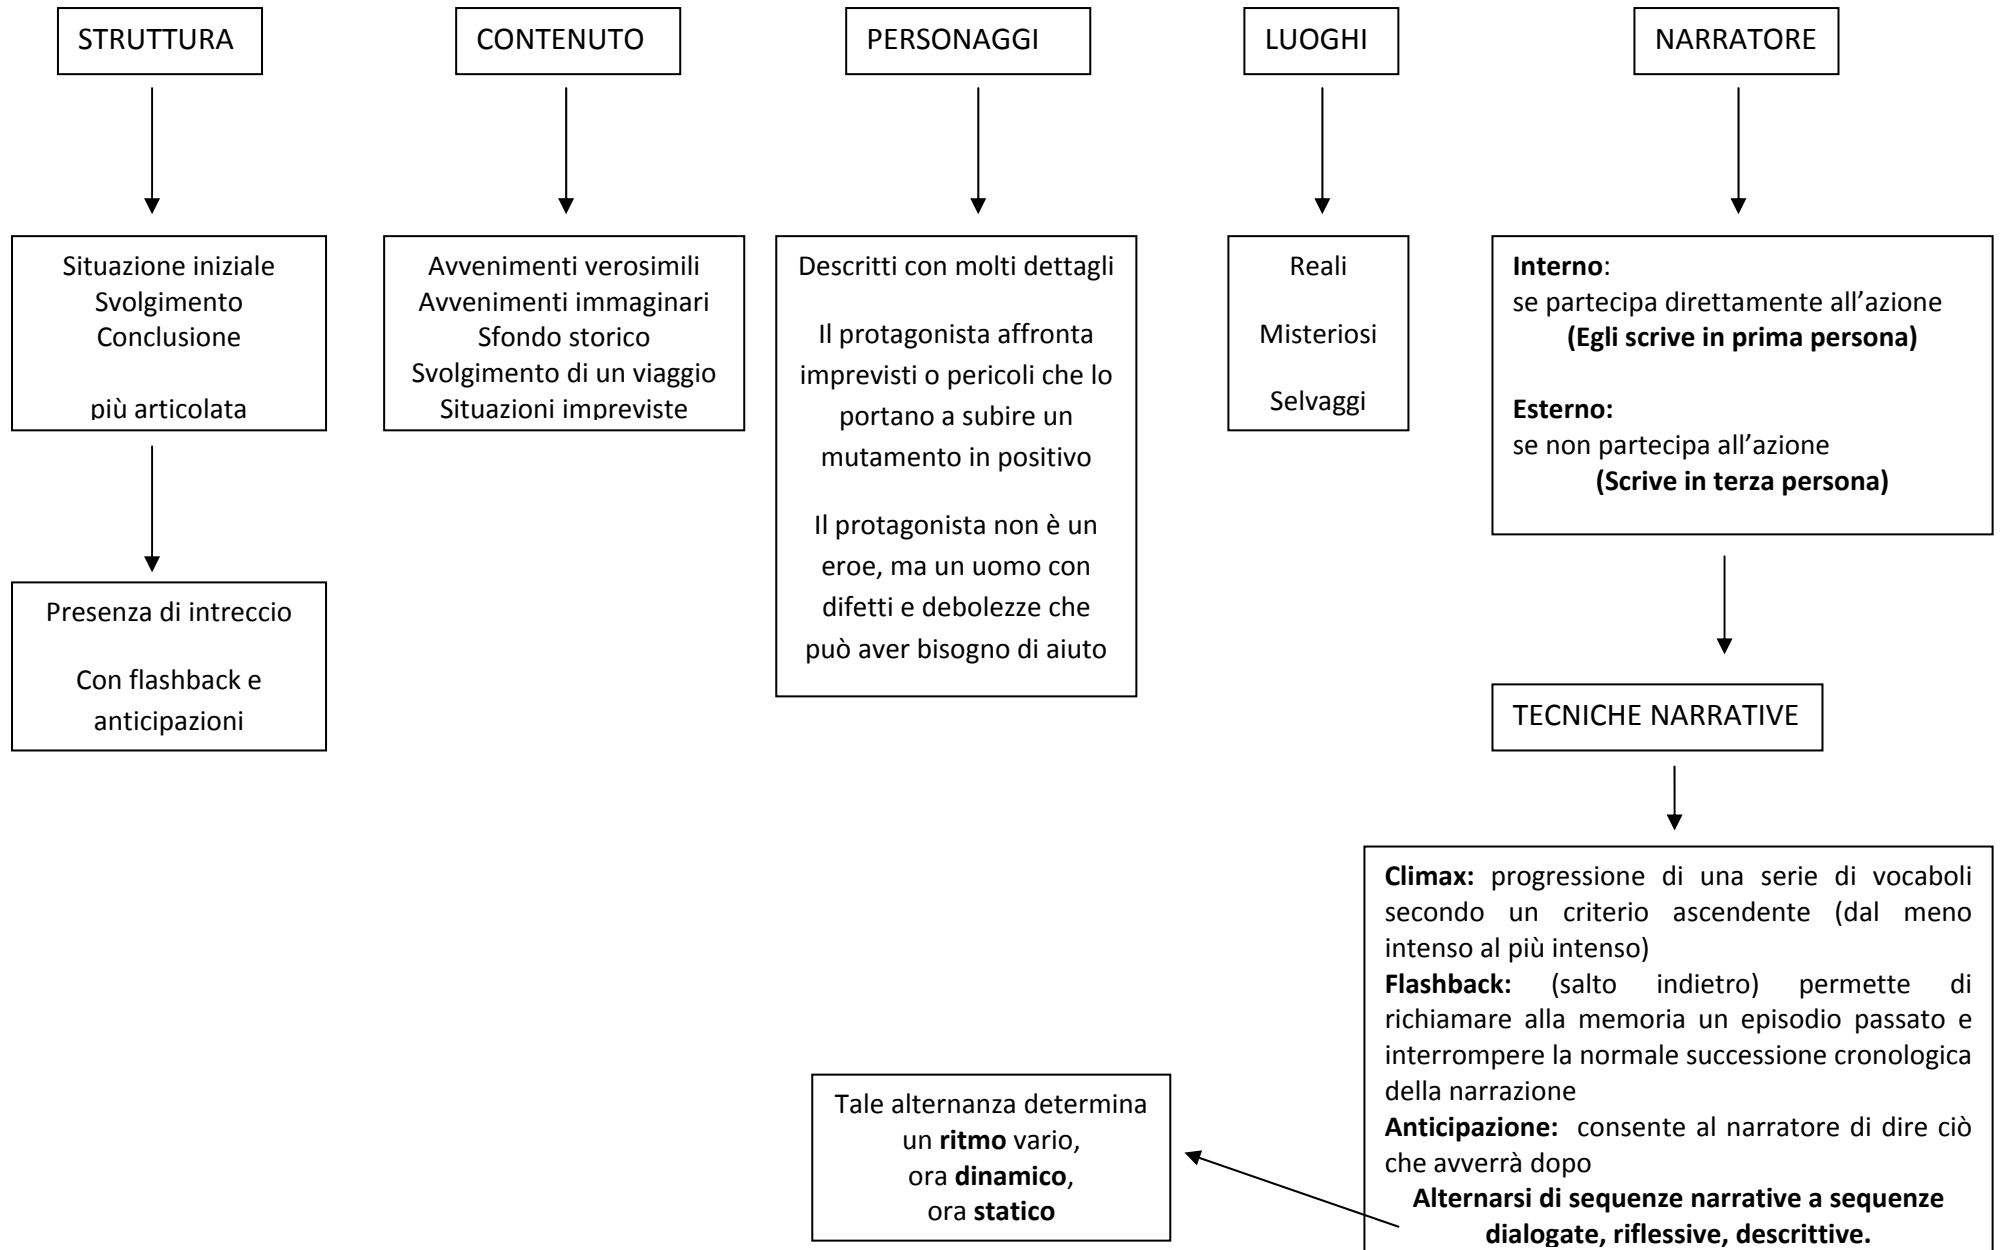 STRUTTURA
CONTENUTO
PERSONAGGI
LUOGHI
NARRATORE
Situazione iniziale
Svolgimento
Conclusione
più articolata
Presenza di intreccio
Con flashback e
anticipazioni
Avvenimenti verosimili
Avvenimenti immaginari
Sfondo storico
Svolgimento di un viaggio
Situazioni impreviste
Descritti con molti dettagli
Il protagonista affronta
imprevisti o pericoli che lo
portano a subire un
mutamento in positivo
Il protagonista non è un
eroe, ma un uomo con
difetti e debolezze che
può aver bisogno di aiuto
Reali
Misteriosi
Selvaggi
Interno:
se partecipa direttamente all’azione
(Egli scrive in prima persona)
Esterno:
se non partecipa all’azione
(Scrive in terza persona)
TECNICHE NARRATIVE
Climax: progressione di una serie di vocaboli
secondo un criterio ascendente (dal meno
intenso al più intenso)
Flashback: (salto indietro) permette di
richiamare alla memoria un episodio passato e
interrompere la normale successione cronologica
della narrazione
Anticipazione: consente al narratore di dire ciò
che avverrà dopo
Alternarsi di sequenze narrative a sequenze
dialogate, riflessive, descrittive.
Tale alternanza determina
un ritmo vario,
ora dinamico,
ora statico